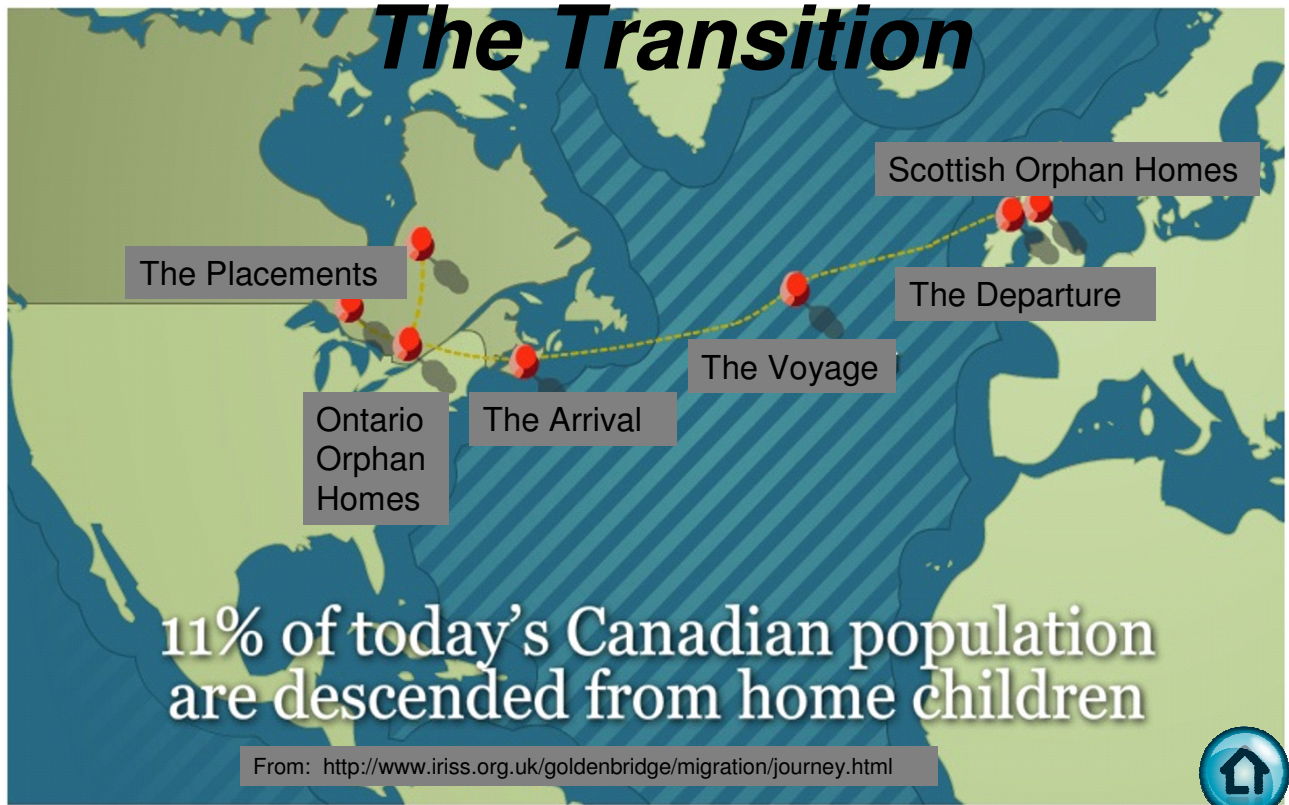 The Transition
Scottish Orphan Homes
The Placements
The Departure
The Voyage
Ontario
Orphan
Homes
The Arrival
11% of today’s Canadian population
are descended from home children
From: http://www.iriss.org.uk/goldenbridge/migration/journey.html